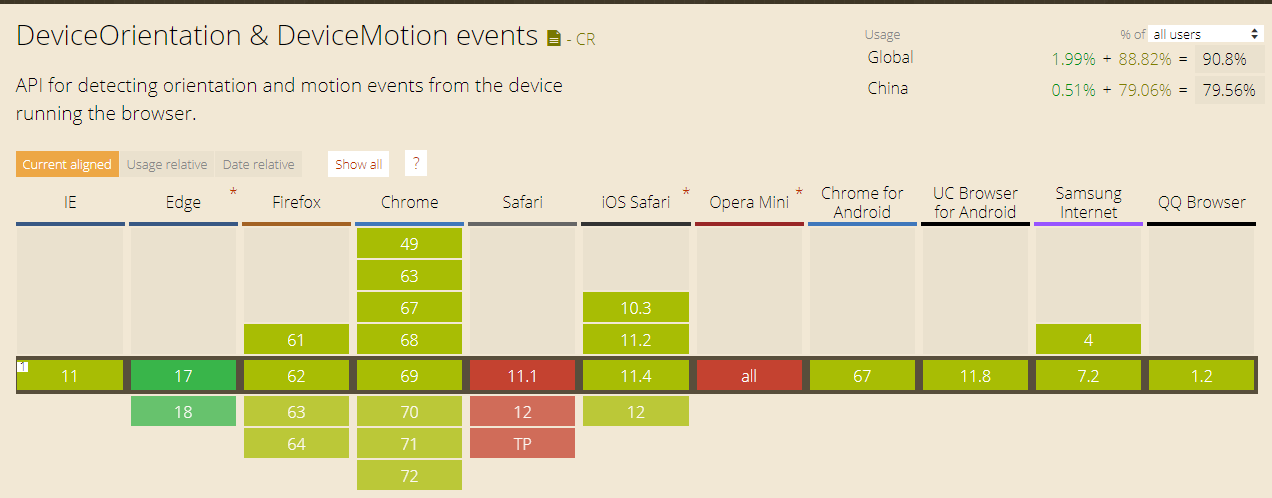 DeviceOrientation & DeviceMotion events - CR
Usage % of all users
Global 1.99% + 88.82% = 90.8%
China 0.51% + 79.06% = 79.56%
API for detecting orientation and motion events from the device
running the browser.
Current aligned Usage relative Date relative Show all ?
IE Edge * Firefox Chrome Safari iOS Safari * Opera Mini * Chrome for Android UC Browser for Android Samsung Internet QQ Browser
49
63
67 10.3
61 68 11.2 4
1 11 17 62 69 11.1 11.4 all 67 11.8 7.2 1.2
18 63 70 12 12
64 71 TP
72